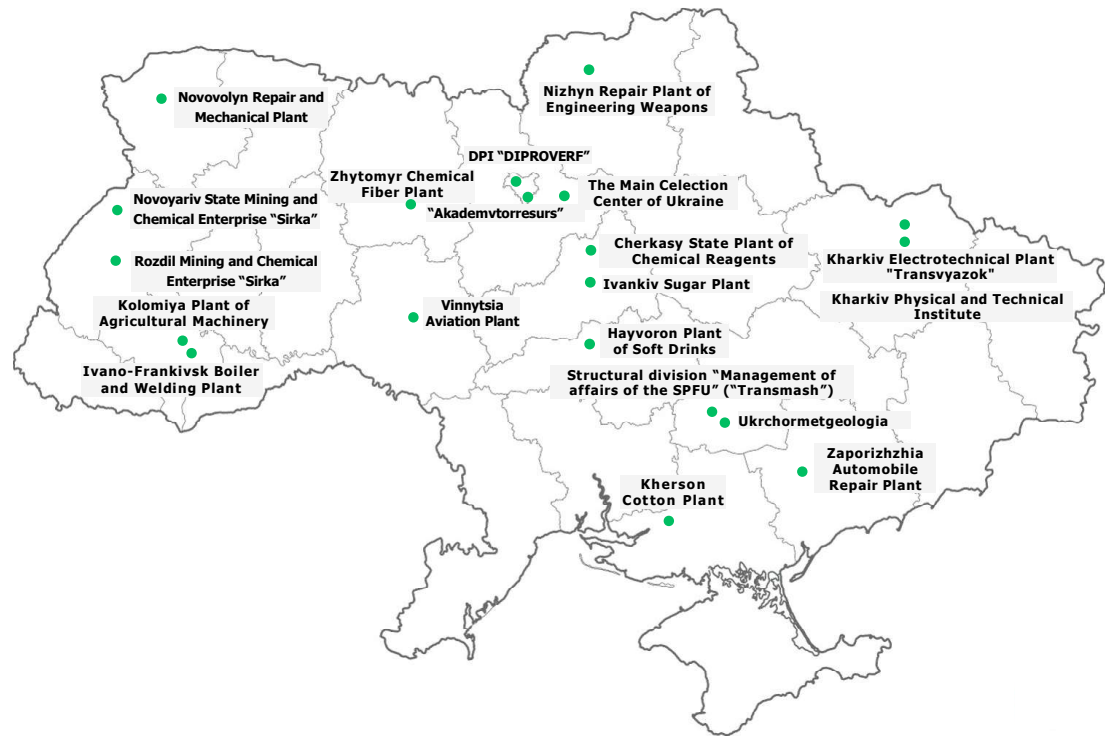 Nizhyn Repair Plant of
Engineering Weapons
Novovolyn Repair and
Mechanical Plant
DPI “DIPROVERF”
Zhytomyr Chemical
Fiber Plant
The Main Celection
Center of Ukraine
“Akademvtorresurs”
Novoyariv State Mining and
Chemical Enterprise “Sirka”
Cherkasy State Plant of
Chemical Reagents
Kharkiv Electrotechnical Plant
"Transvyazok"
Rozdil Mining and Chemical
Enterprise “Sirka”
Ivankiv Sugar Plant
Kharkiv Physical and Technical
Institute
Kolomiya Plant of
Agricultural Machinery
Vinnytsia
Aviation Plant
Hayvoron Plant
of Soft Drinks
Ivano-Frankivsk Boiler
and Welding Plant
Structural division “Management of
affairs of the SPFU” (“Transmash”)
Ukrchormetgeologia
Zaporizhzhia
Automobile
Repair Plant
Kherson
Cotton Plant